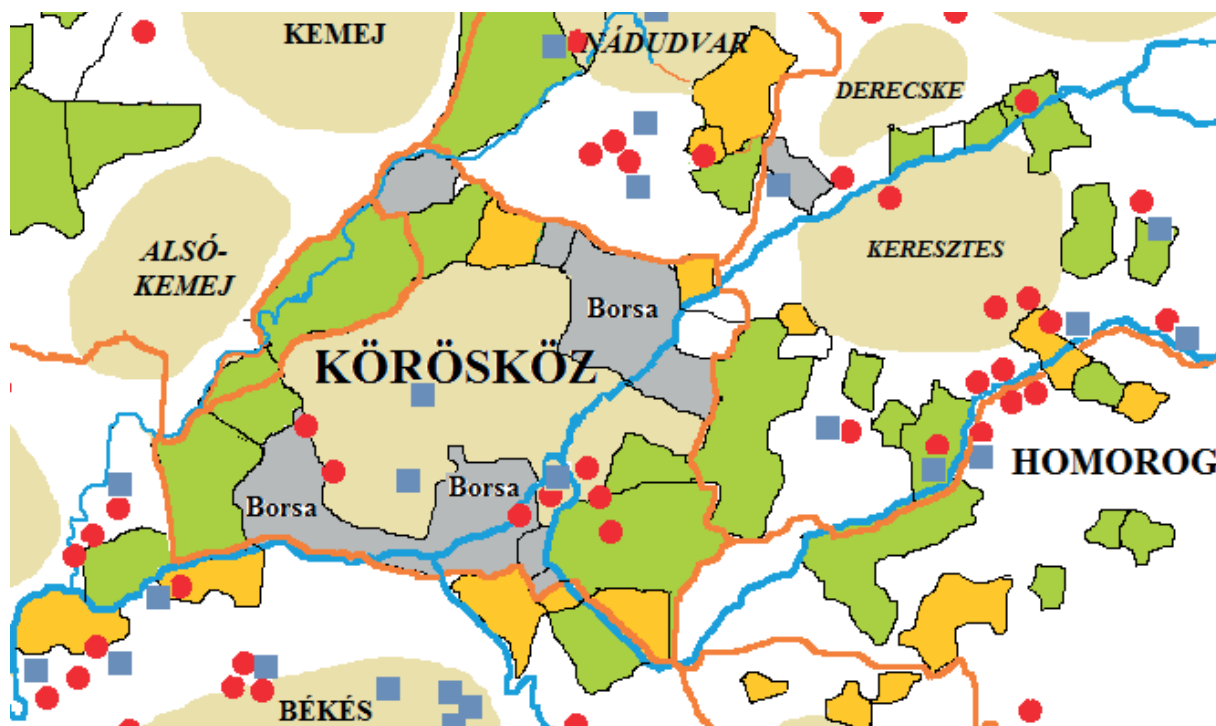 KEMEJ
NÁDUDVAR
DERECSKE
ALSÓ-
KEMEJ
KERESZTES
Borsa
KÖRÖSKÖZ
Borsa
Borsa
HOMOROG
BÉKÉS